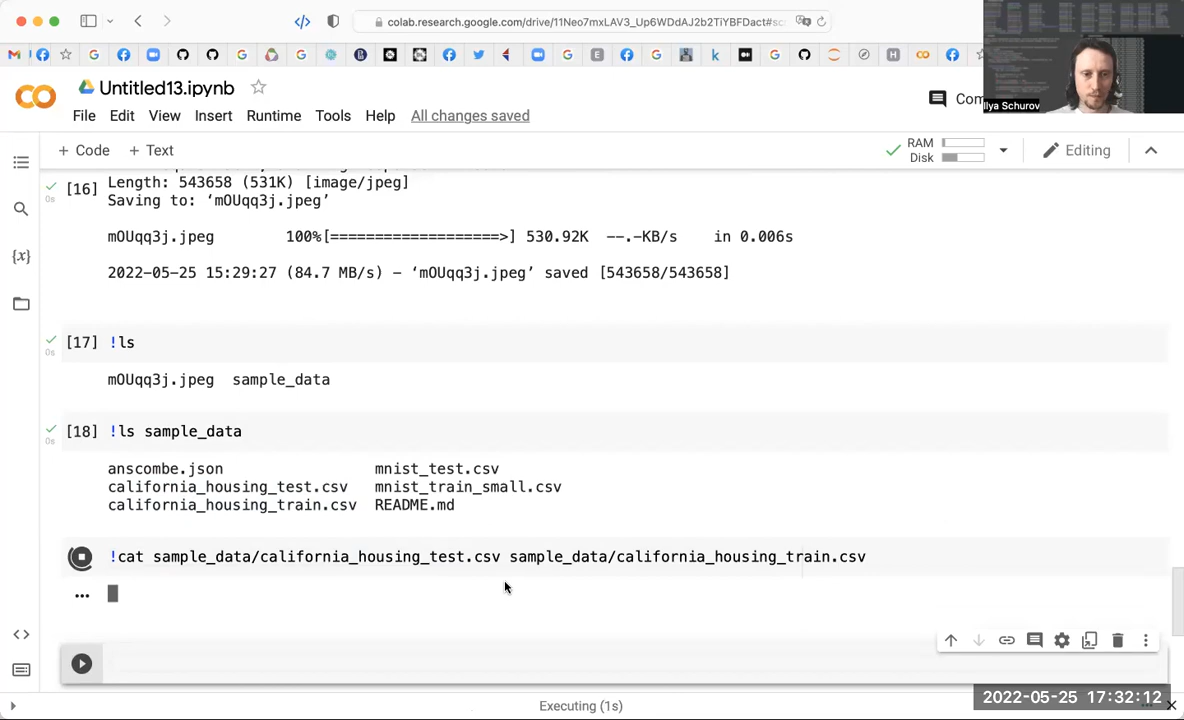 colab.research.google.com/drive/11Neo7mxLAV3_Up6WDdAJ2b2TiYBFDact#sc
Untitled13.ipynb
Ilya Schurov
File Edit View Insert Runtime Tools Help All changes saved
+ Code + Text
RAM
Disk
Editing
[16] Length: 543658 (531K) [image/jpeg]
0s
Saving to: ‘mOUqq3j.jpeg’
mOUqq3j.jpeg 100%[===================>] 530.92K --.-KB/s in 0.006s
2022-05-25 15:29:27 (84.7 MB/s) - ‘mOUqq3j.jpeg’ saved [543658/543658]
[17] !ls
0s
mOUqq3j.jpeg sample_data
[18] !ls sample_data
0s
anscombe.json mnist_test.csv
california_housing_test.csv mnist_train_small.csv
california_housing_train.csv README.md
!cat sample_data/california_housing_test.csv sample_data/california_housing_train.csv
...
Executing (1s)
2022-05-25 17:32:12